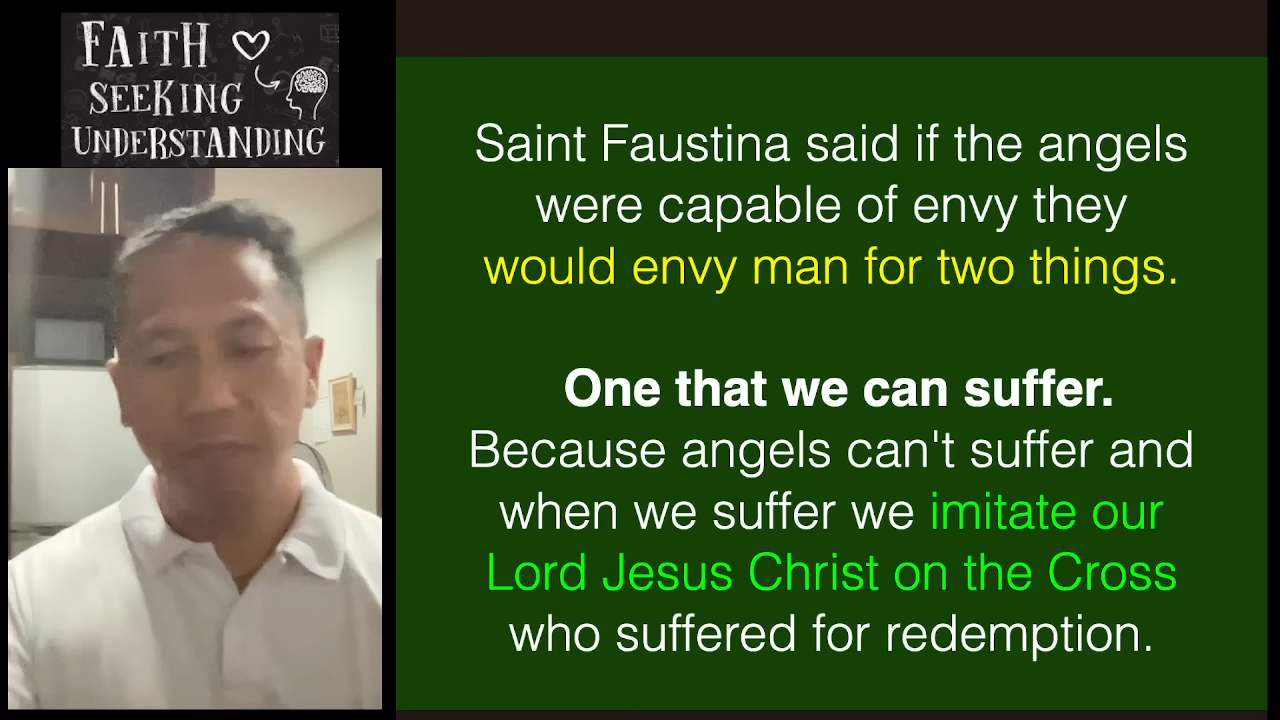 FAITH
SEEKING
UNDERSTANDING
Saint Faustina said if the angels
were capable of envy they
would envy man for two things.
One that we can suffer.
Because angels can't suffer and
when we suffer we imitate our
Lord Jesus Christ on the Cross
who suffered for redemption.